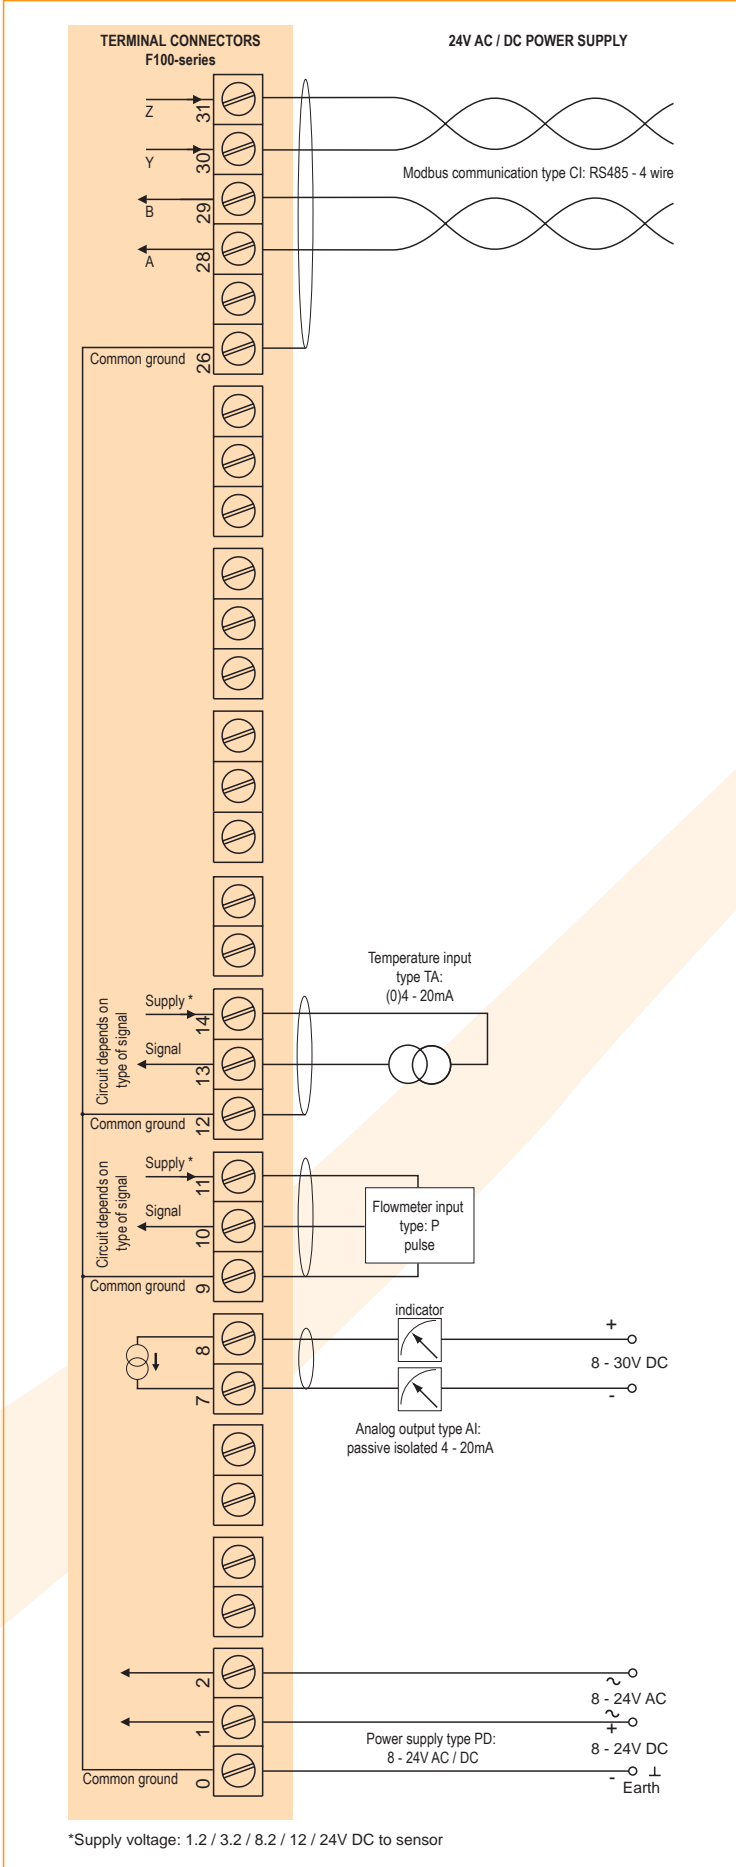 TERMINAL CONNECTORS
F100-series
24V AC / DC POWER SUPPLY
Z
31
Y
30
Modbus communication type CI: RS485 - 4 wire
B
29
A
28
Common ground
26
Temperature input
type TA:
(0)4 - 20mA
Circuit depends on
type of signal
Supply *
14
Signal
13
Common ground
12
Circuit depends on
type of signal
Supply *
11
Signal
10
Flowmeter input
type: P
pulse
Common ground
9
indicator
8
+
8 - 30V DC
7
-
Analog output type AI:
passive isolated 4 - 20mA
2
~
8 - 24V AC
~
1
+
Power supply type PD:
8 - 24V AC / DC
8 - 24V DC
Common ground
0
- ⊥
Earth
*Supply voltage: 1.2 / 3.2 / 8.2 / 12 / 24V DC to sensor